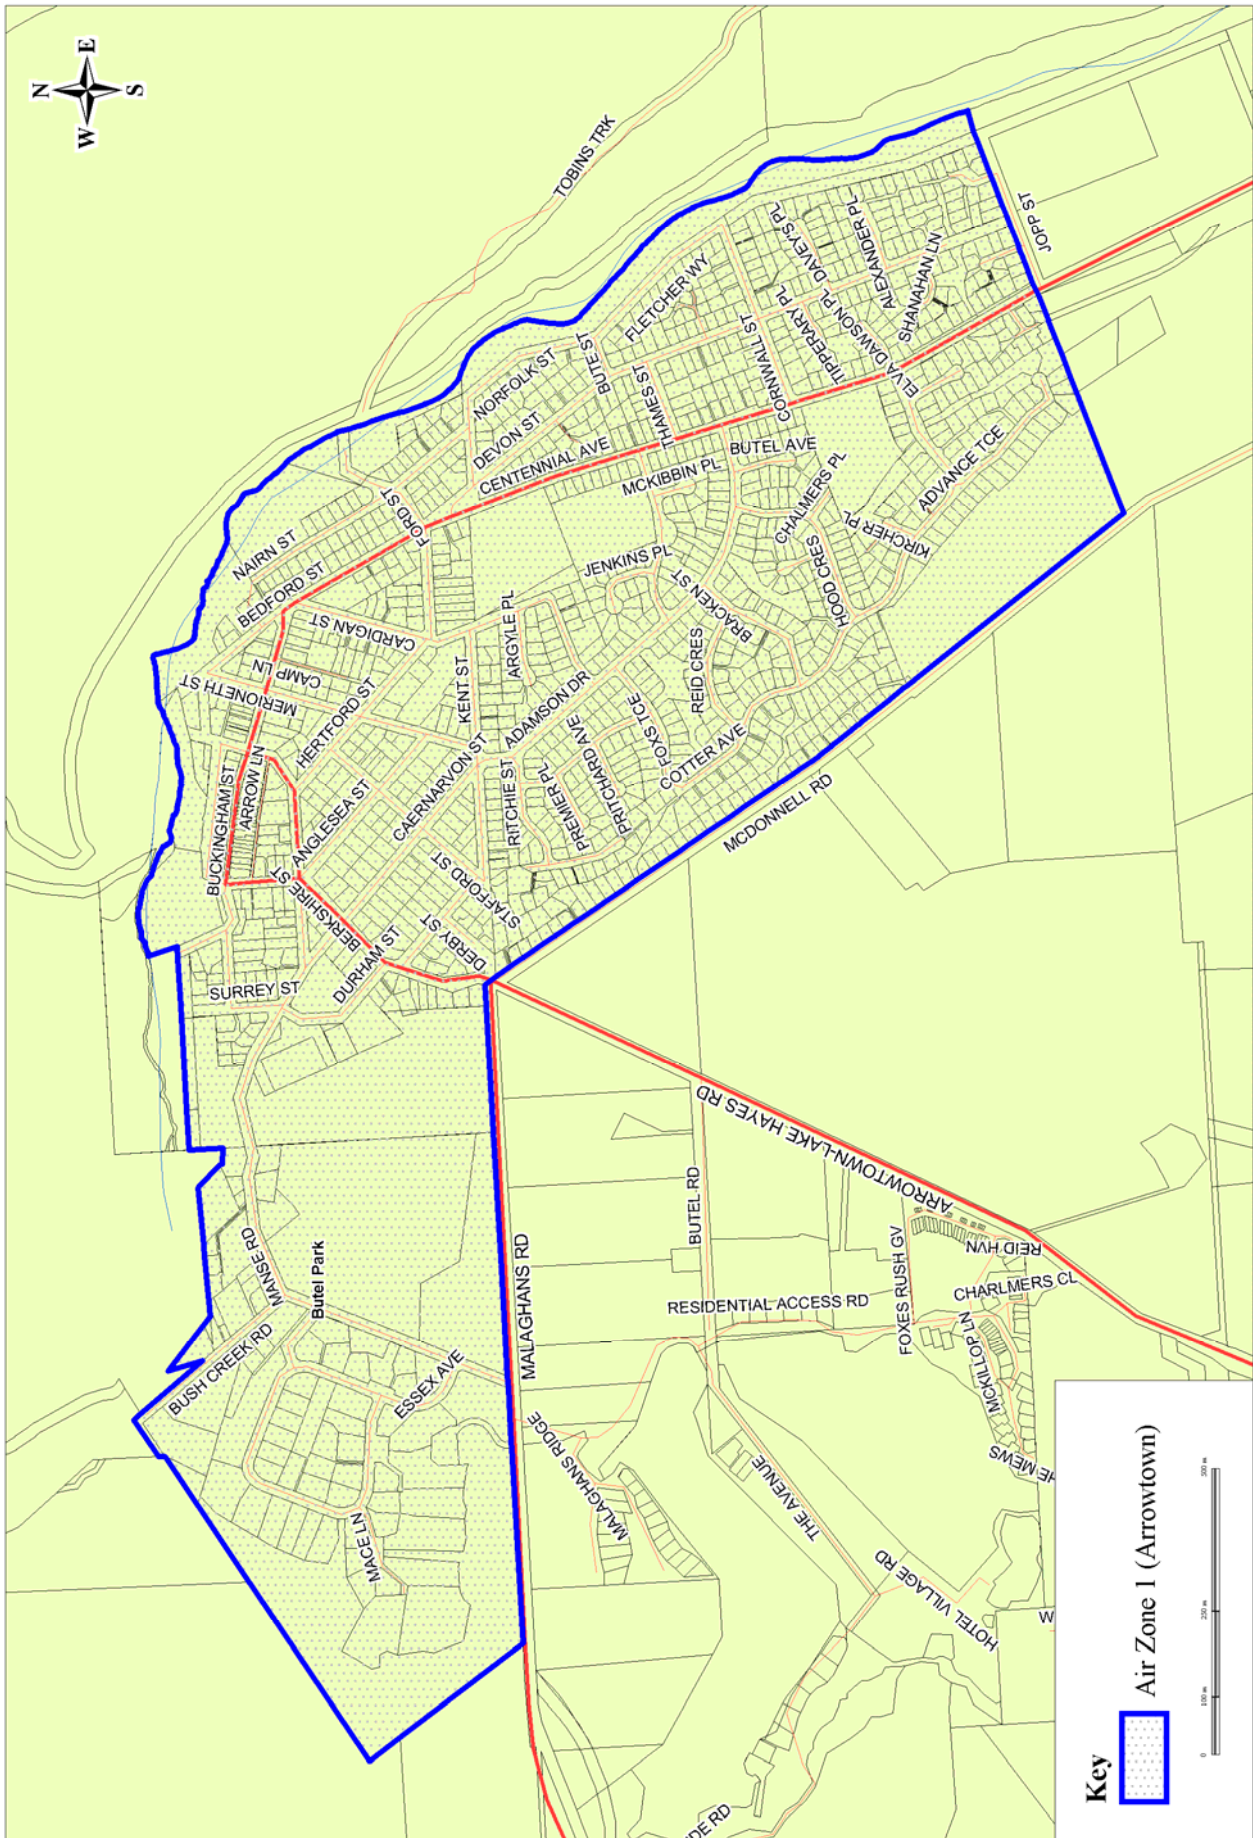 N
E
W
S
TOBINS TRK
JOPP ST
NORFOLK ST
BUTE ST
FLETCHER WY
DEVON ST
THAMES ST
CENTENNIAL AVE
CORNWALL ST
TIPPERARY PL
DAVEY'S PL
ALEXANDER PL
SHANAHAN LN
ELVA DAWSON PL
MCKIBBIN PL
BUTEL AVE
CHALMERS PL
KIRCHER PL
ADVANCE TCE
HOOD CRES
NAIRN ST
BEDFORD ST
FORD ST
JENKINS PL
BRACKEN ST
REID CRES
CARDIGAN ST
ARGYLE PL
KENT ST
CAMP LN
MERIONETH ST
HERTFORD ST
ADAMSON DR
FOXS TCE
COTTER AVE
PRITCHARD AVE
PREMIER PL
RITCHIE ST
CAERNARVON ST
BUCKINGHAM ST
ARROW LN
ANGLESEA ST
BERKSHIRE ST
STAFFORD ST
DERBY ST
DURHAM ST
SURREY ST
MCDONNELL RD
MANSE RD
Butel Park
BUSH CREEK RD
ESSEX AVE
MACE LN
MALAGHANS RD
MALAGHANS RIDGE
BUTEL RD
ARROWTOWN-LAKE HAYES RD
RESIDENTIAL ACCESS RD
FOXES RUSH GV
REID HVN
CHARLMERS CL
MCKILLOP LN
HE MEWS
THE AVENUE
HOTEL VILLAGE RD
W
DE RD
Key
Air Zone 1 (Arrowtown)
0
100 m